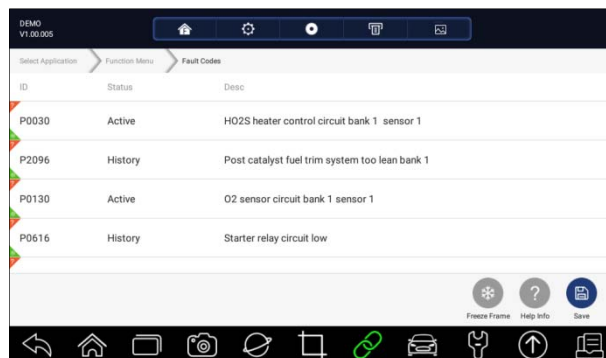 DEMO
V1.00.005
Select Application Function Menu Fault Codes
ID Status Desc
P0030 Active HO2S heater control circuit bank 1 sensor 1
P2096 History Post catalyst fuel trim system too lean bank 1
P0130 Active O2 sensor circuit bank 1 sensor 1
P0616 History Starter relay circuit low
Freeze Frame Help Info Save